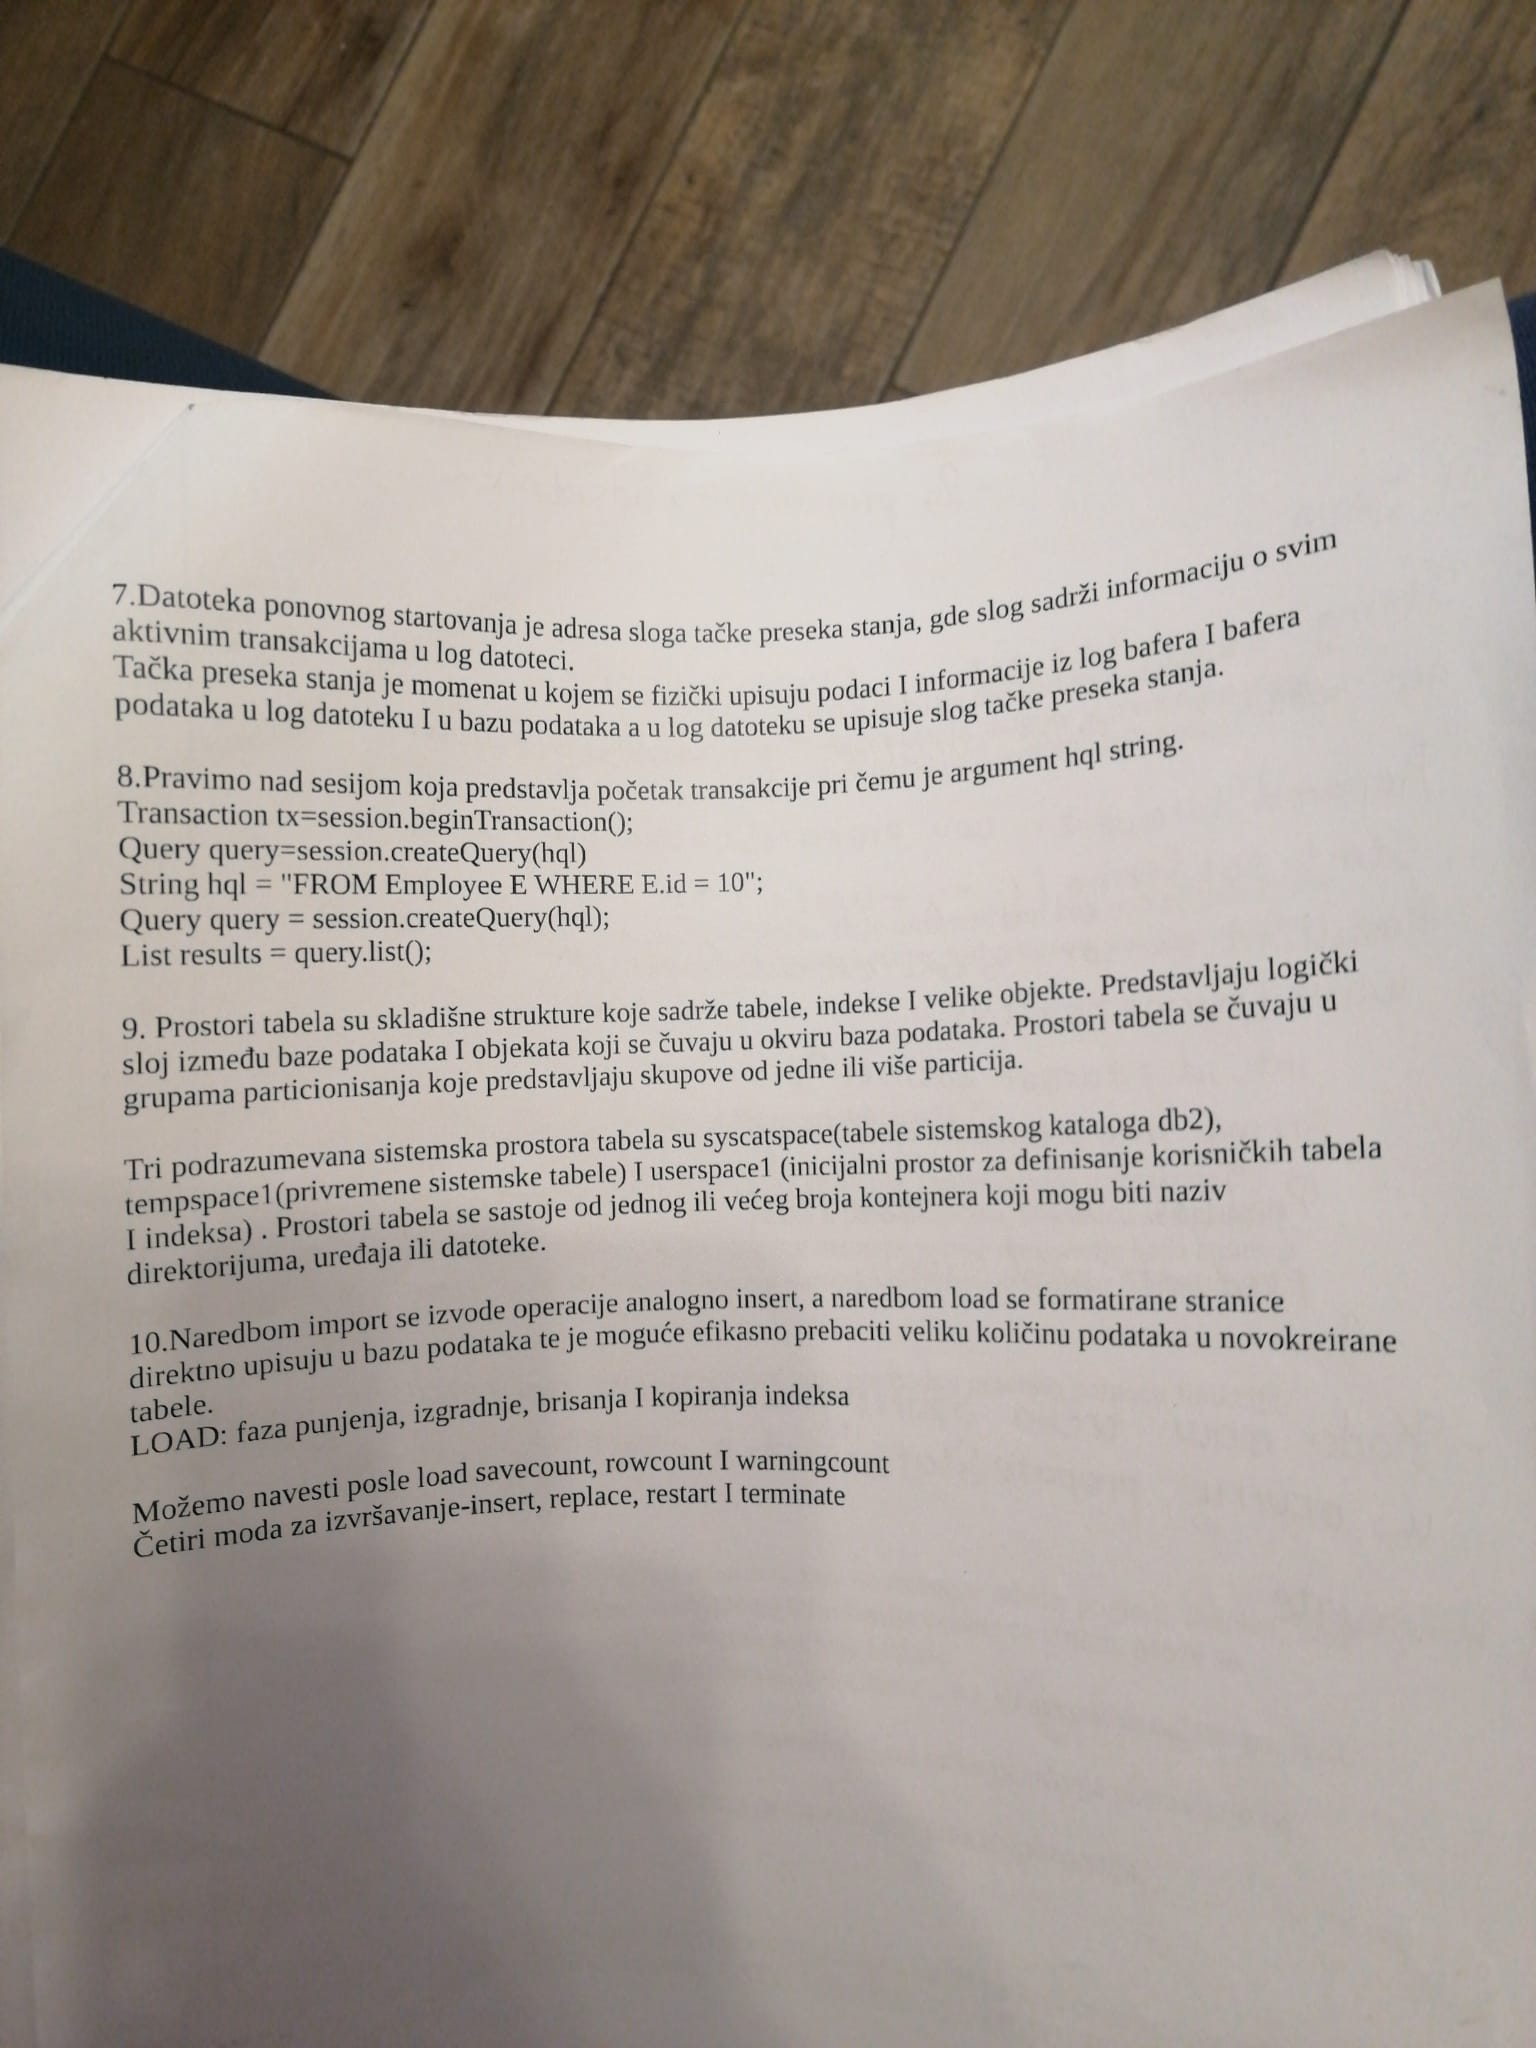 7.Datoteka ponovnog startovanja je adresa sloga tačke preseka stanja, gde slog sadrži informaciju o svim
aktivnim transakcijama u log datoteci.
Tačka preseka stanja je momenat u kojem se fizički upisuju podaci I informacije iz log bafera I bafera
podataka u log datoteku I u bazu podataka a u log datoteku se upisuje slog tačke preseka stanja.
8.Pravimo nad sesijom koja predstavlja početak transakcije pri čemu je argument hql string.
Transaction tx=session.beginTransaction();
Query query=session.createQuery(hql)
String hql = "FROM Employee E WHERE E.id = 10";
Query query = session.createQuery(hql);
List results = query.list();
9. Prostori tabela su skladišne strukture koje sadrže tabele, indekse I velike objekte. Predstavljaju logički
sloj između baze podataka I objekata koji se čuvaju u okviru baza podataka. Prostori tabela se čuvaju u
grupama particionisanja koje predstavljaju skupove od jedne ili više particija.
Tri podrazumevana sistemska prostora tabela su syscatspace(tabele sistemskog kataloga db2),
tempspace1(privremene sistemske tabele) I userspace1 (inicijalni prostor za definisanje korisničkih tabela
I indeksa) . Prostori tabela se sastoje od jednog ili većeg broja kontejnera koji mogu biti naziv
direktorijuma, uređaja ili datoteke.
10.Naredbom import se izvode operacije analogno insert, a naredbom load se formatirane stranice
direktno upisuju u bazu podataka te je moguće efikasno prebaciti veliku količinu podataka u novokreirane
tabele.
LOAD: faza punjenja, izgradnje, brisanja I kopiranja indeksa
Možemo navesti posle load savecount, rowcount I warningcount
Četiri moda za izvršavanje-insert, replace, restart I terminate